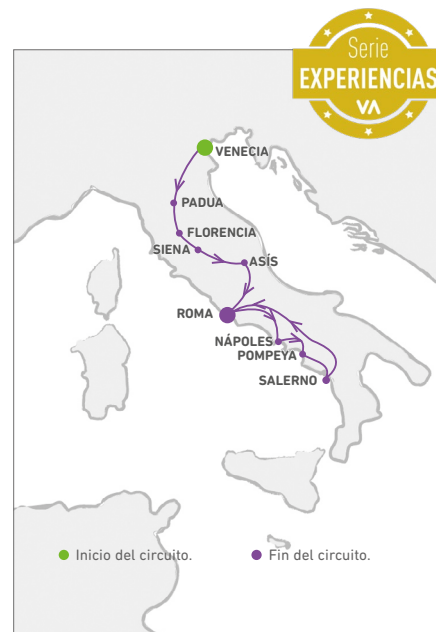 Serie
EXPERIENCIAS
VA
VENECIA
PADUA
FLORENCIA
SIENA
ASÍS
ROMA
NÁPOLES
POMPEYA
SALERNO
Inicio del circuito.
Fin del circuito.